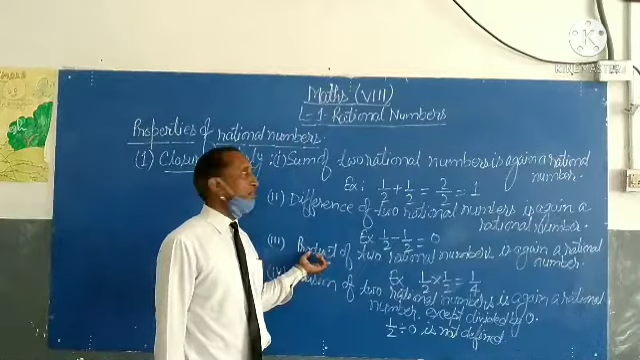 KINEMASTER
Maths (VIII)
L-1 Rational Numbers
Properties of rational numbers.
(1) (i) Sum of two rational numbers is again a rational
number.
Ex: 1/2 + 1/2 = 2/2 = 1
(II) Difference of two rational numbers is again a
rational number.
Ex 1/2 - 1/2 = 0
(III) Product of two rational numbers is again a rational
number.
Ex 1/2 × 1/2 = 1/4
of two rational numbers is again a rational
number except divided by 0.
1/2 ÷ 0 is not defined